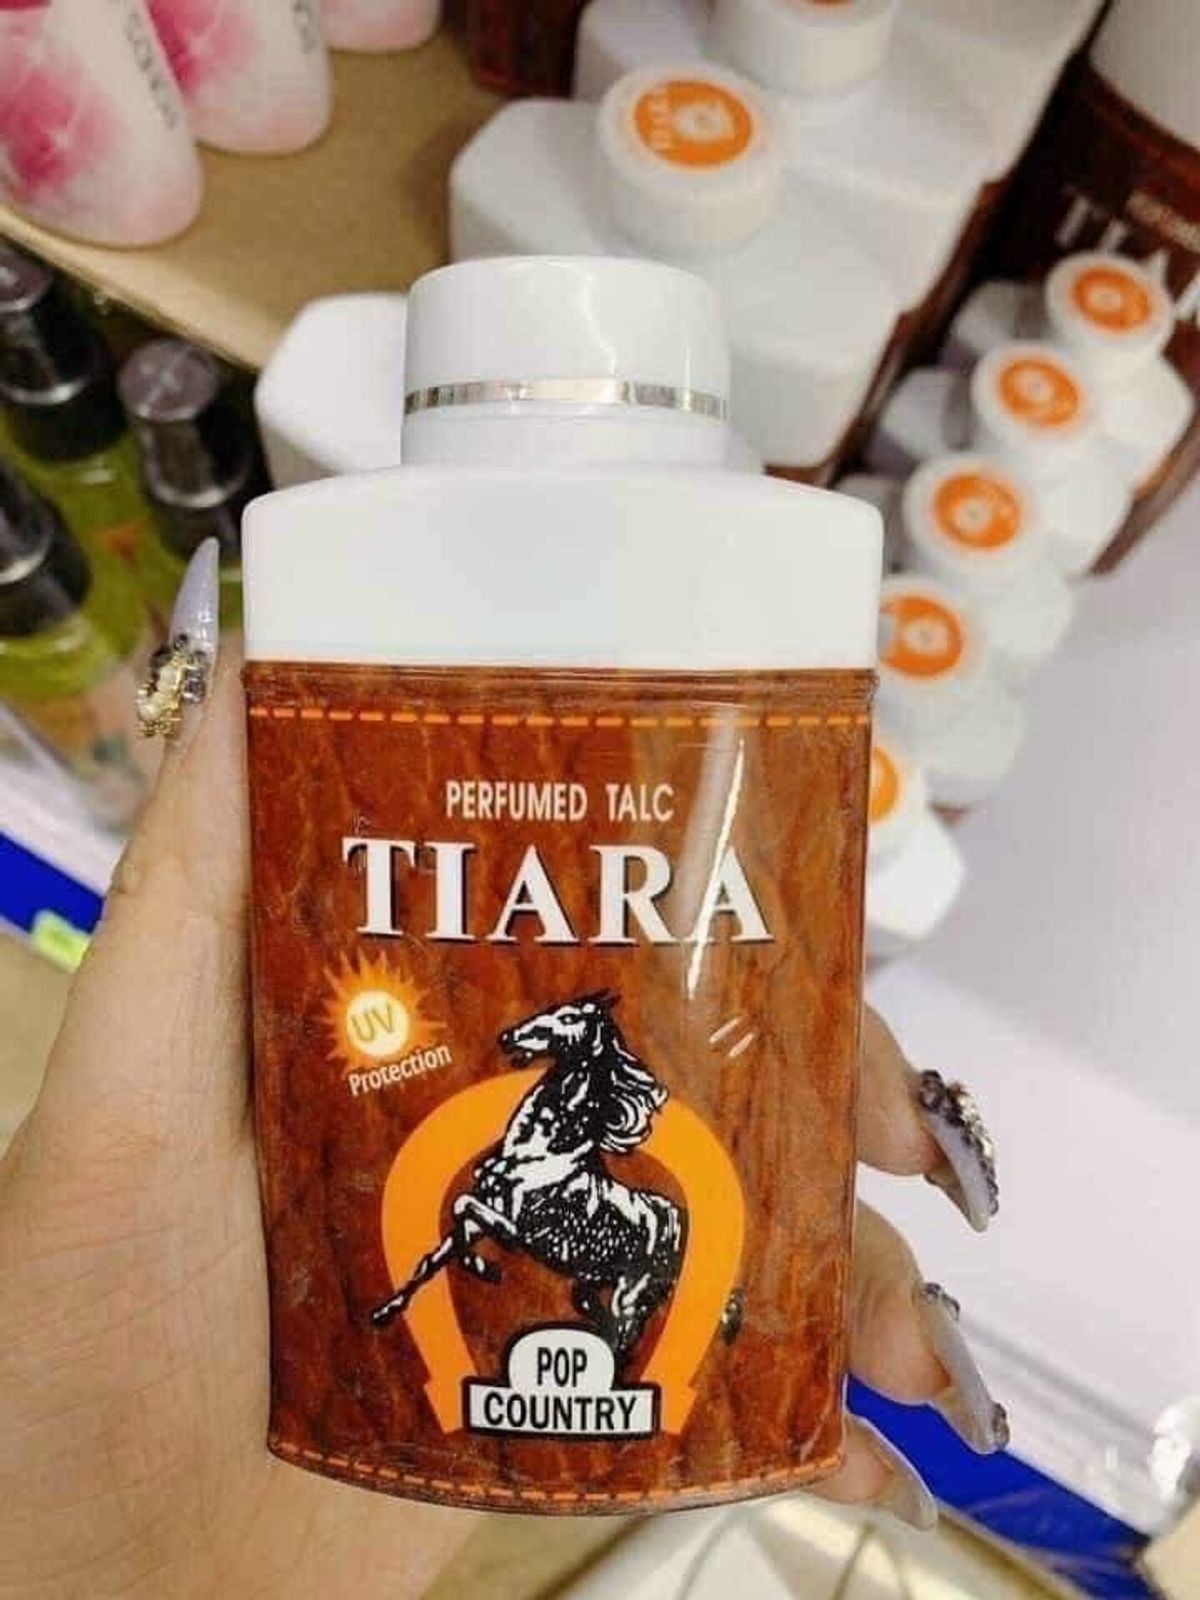 PERFUMED TALC
TIARA
UV
Protection
POP
COUNTRY